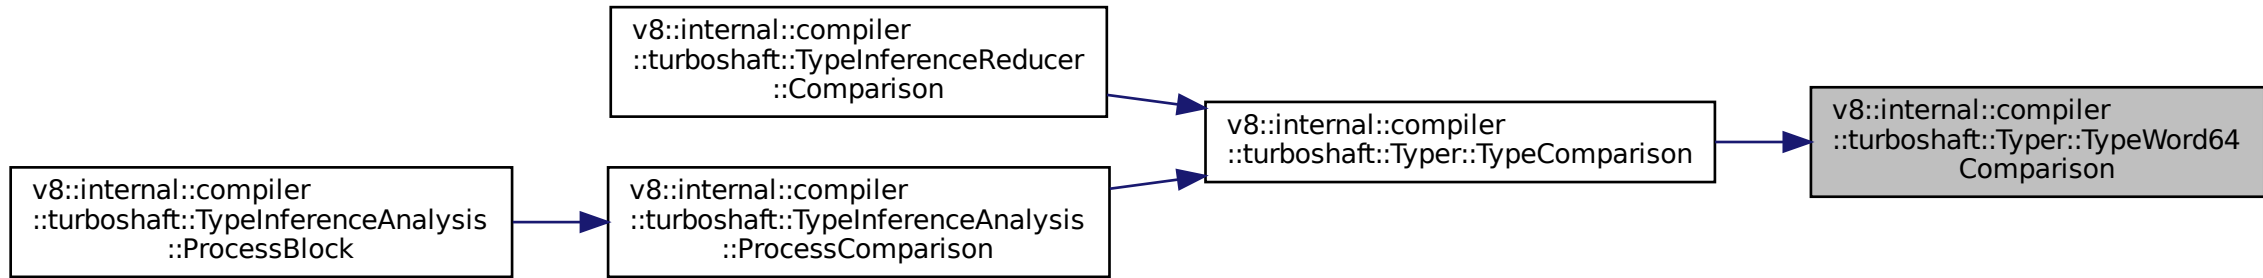 v8::internal::compiler
::turboshaft::TypeInferenceReducer
::Comparison
v8::internal::compiler
::turboshaft::TypeInferenceAnalysis
::ProcessBlock
v8::internal::compiler
::turboshaft::TypeInferenceAnalysis
::ProcessComparison
v8::internal::compiler
::turboshaft::Typer::TypeComparison
v8::internal::compiler
::turboshaft::Typer::TypeWord64
Comparison